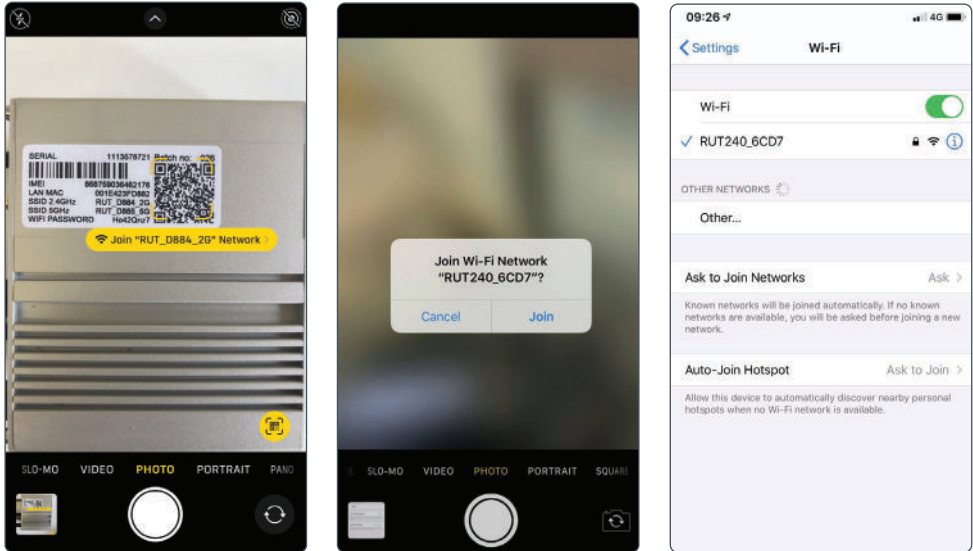 SERIAL 1113578721 Batch no: 026
IMEI 868759036462176
LAN MAC 001E423FD882
SSID 2.4GHz RUT_D884_2G
SSID 5GHz RUT_D885_5G
WIFI PASSWORD He42Qnz7
Join "RUT_D884_2G" Network >
SLO-MO VIDEO PHOTO PORTRAIT PANO
Join Wi-Fi Network
"RUT240_6CD7"?
Cancel Join
SLO-MO VIDEO PHOTO PORTRAIT SQUARE
09:26 4G
Settings Wi-Fi
Wi-Fi
RUT240_6CD7
OTHER NETWORKS
Other...
Ask to Join Networks Ask >
Known networks will be joined automatically. If no known
networks are available, you will be asked before joining a new
network.
Auto-Join Hotspot Ask to Join >
Allow this device to automatically discover nearby personal
hotspots when no Wi-Fi network is available.